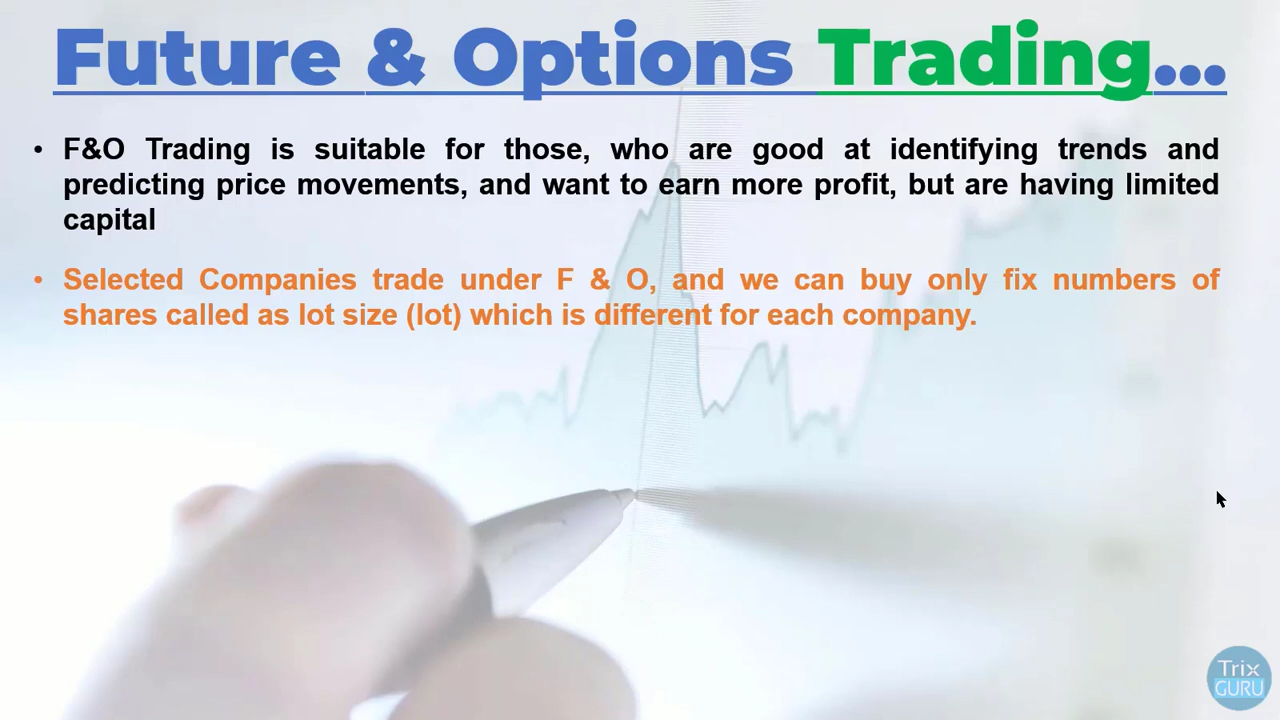 Future & Options Trading...
• F&O Trading is suitable for those, who are good at identifying trends and
predicting price movements, and want to earn more profit, but are having limited
capital
• Selected Companies trade under F & O, and we can buy only fix numbers of
shares called as lot size (lot) which is different for each company.
Trix
GURU